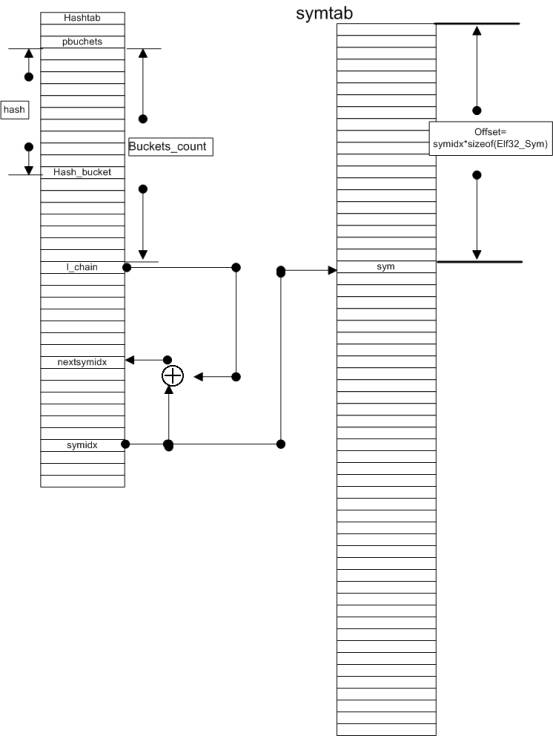 symtab
Hashtab
pbuchets
hash
Buckets_count
Offset=
symidx*sizeof(Elf32_Sym)
Hash_bucket
l_chain
sym
nextsymidx
symidx